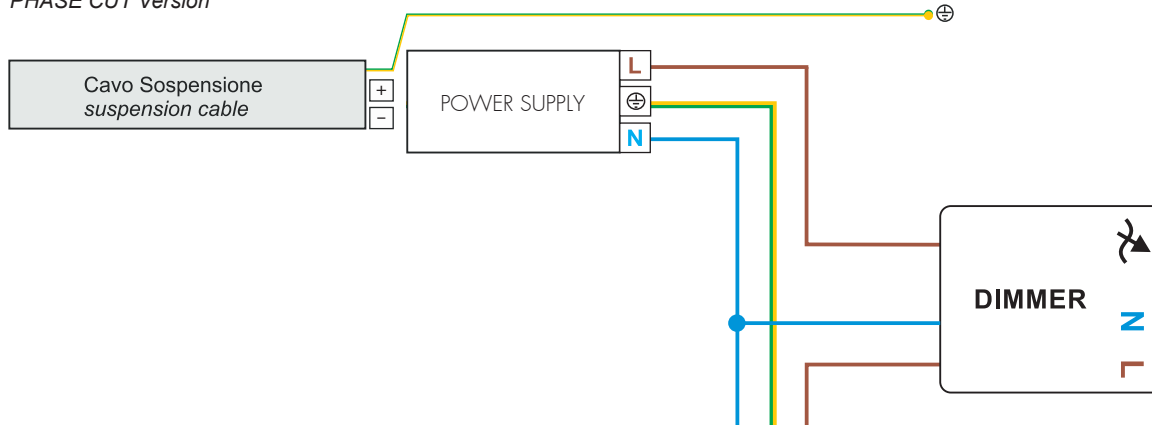 PHASE CUT Version
Cavo Sospensione
suspension cable
+
−
POWER SUPPLY
L
N
DIMMER
N
L